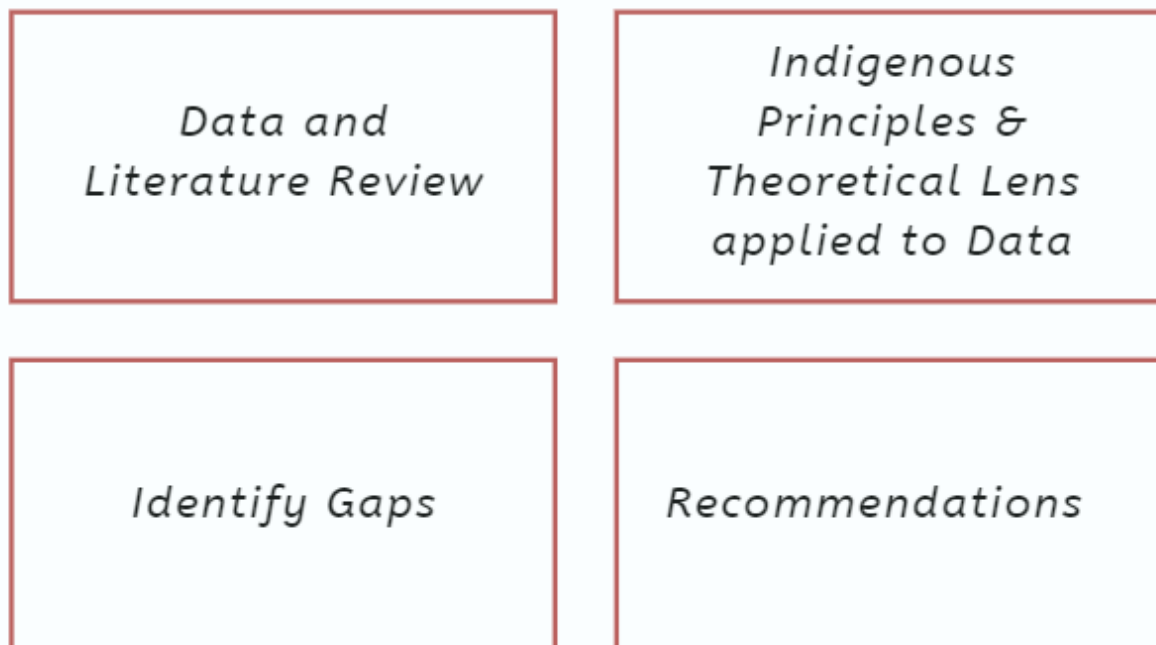 Data and
Literature Review
Indigenous
Principles &
Theoretical Lens
applied to Data
Identify Gaps
Recommendations